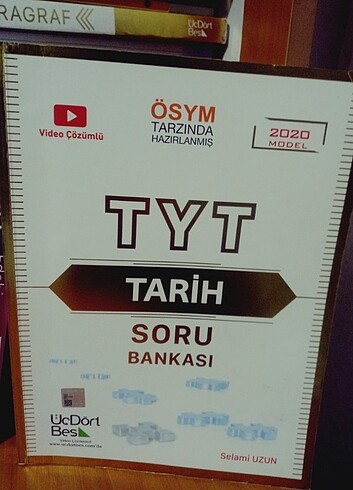 RAGRAF
ÜçDört
Beş
Video Çözümlü
ÖSYM
TARZINDA
HAZIRLANMIŞ
2020
MODEL
TYT
TARİH
SORU
BANKASI
ÜçDört
Beş
Selami UZUN